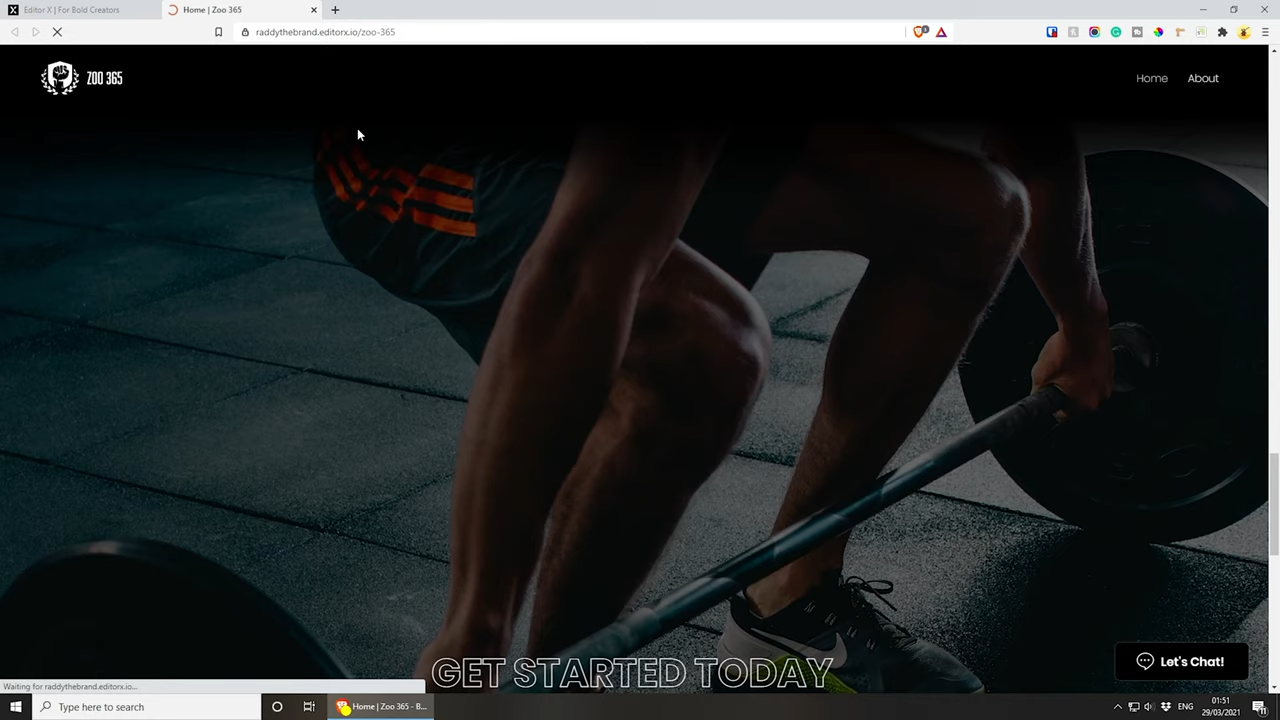 Editor X | For Bold Creators
Home | Zoo 365
raddythebrand.editorx.io/zoo-365
ZOO 365
Home
About
GET STARTED TODAY
Let's Chat!
Waiting for raddythebrand.editorx.io...
Type here to search
Home | Zoo 365 - B...
ENG
01:51
29/03/2021